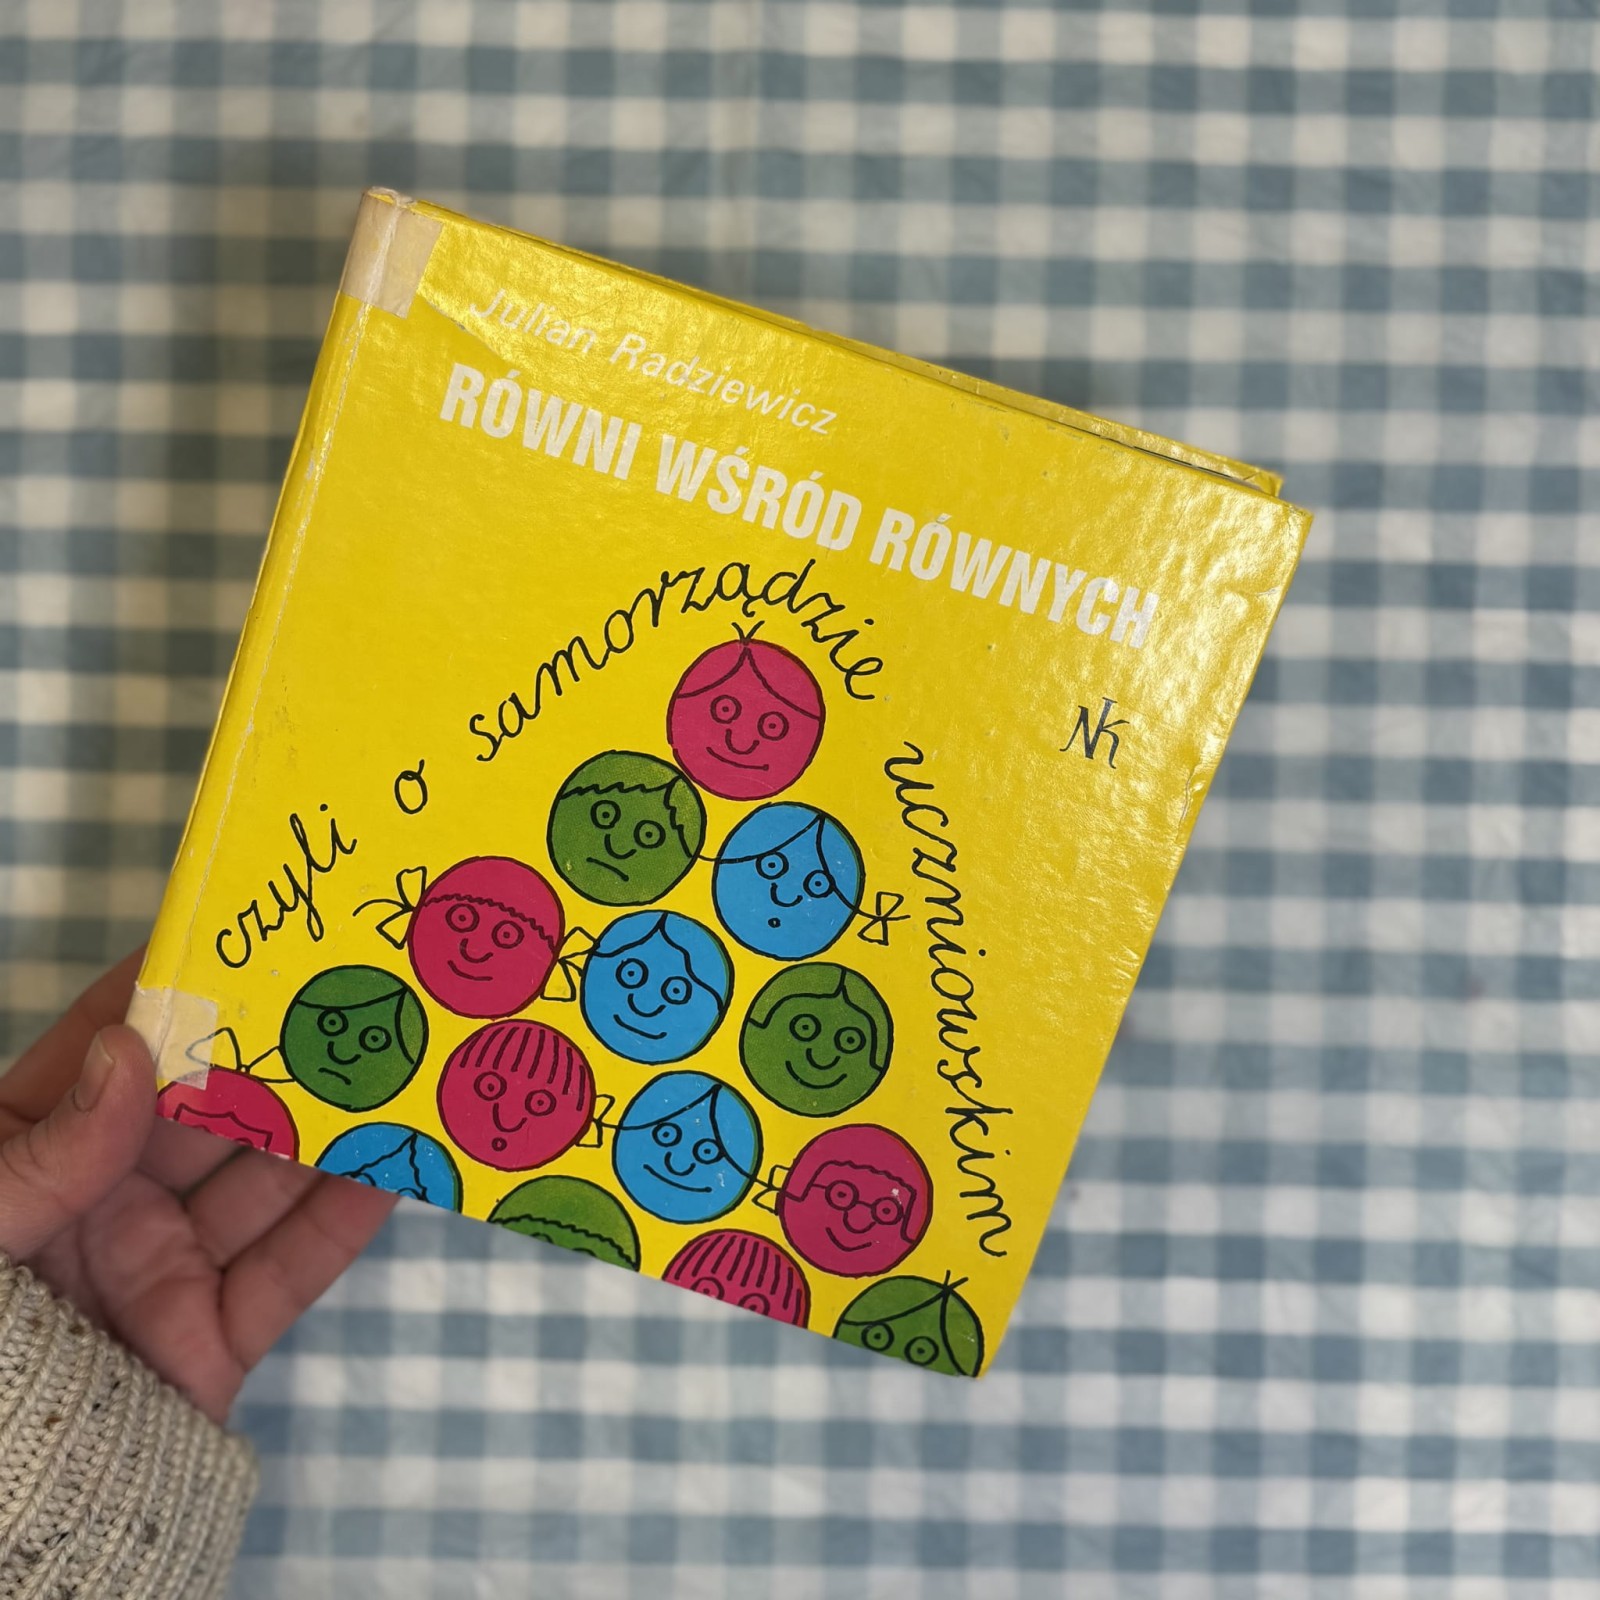 Julian Radziewicz
RÓWNI WŚRÓD RÓWNYCH
czyli o samorządzie uczniowskim
NK